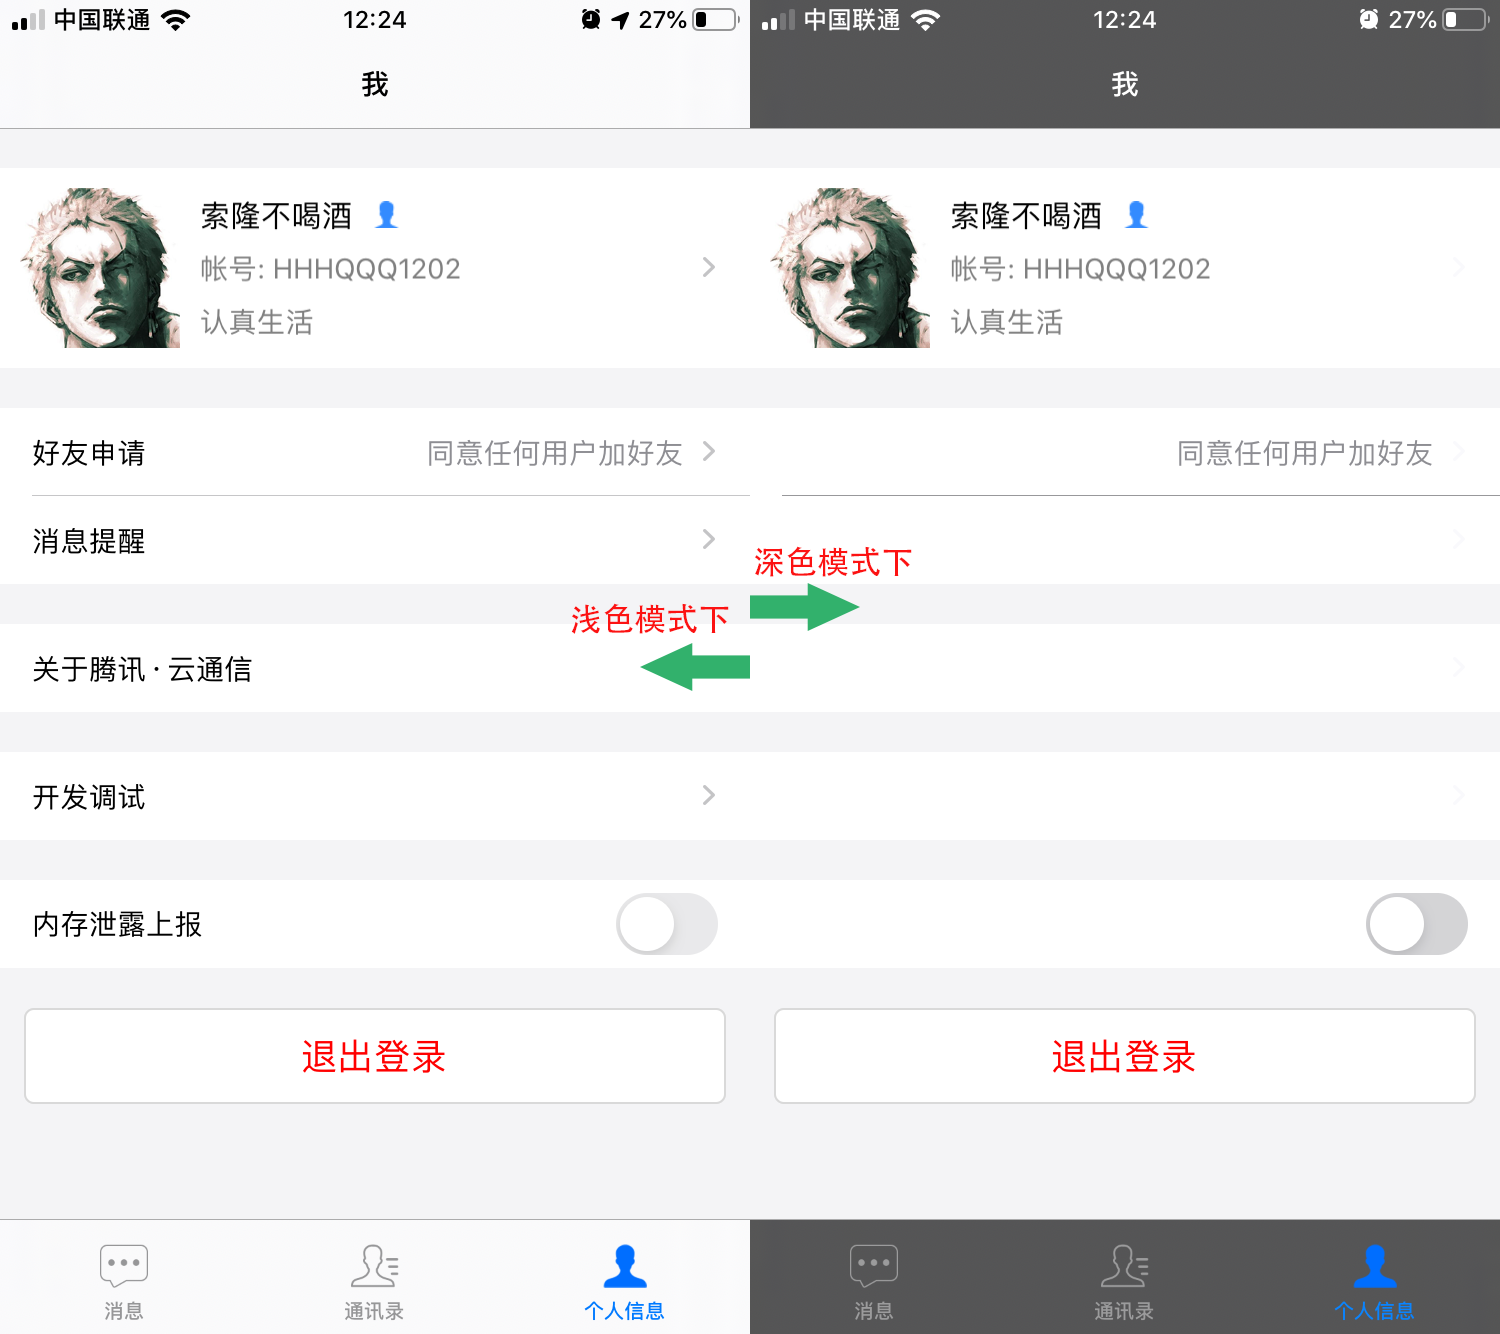 中国联通 12:24 27%
我
索隆不喝酒
帐号: HHHQQQ1202
认真生活
好友申请 同意任何用户加好友
消息提醒
浅色模式下
关于腾讯·云通信
开发调试
内存泄露上报
退出登录
消息 通讯录 个人信息
中国联通 12:24 27%
我
索隆不喝酒
帐号: HHHQQQ1202
认真生活
同意任何用户加好友
深色模式下
退出登录
消息 通讯录 个人信息